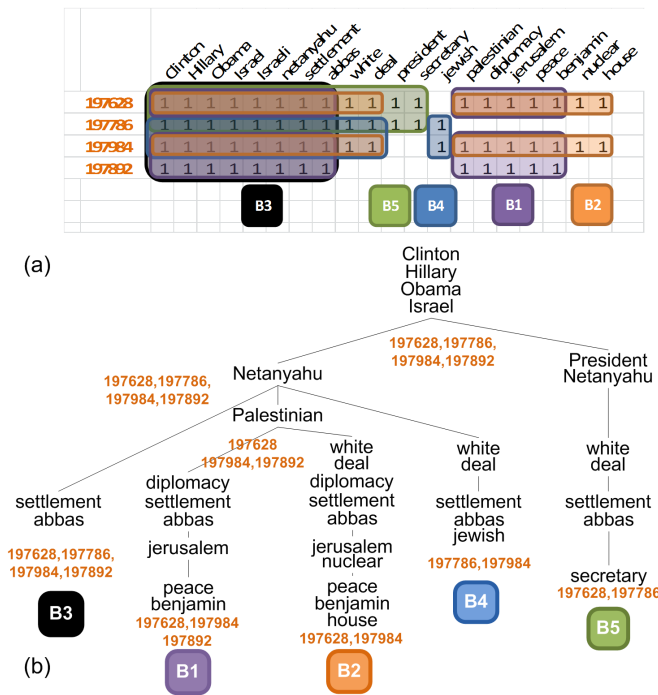 Clinton Hillary Obama Israel Israeli netanyahu settlement abbas white deal president secretary jewish palestinian diplomacy jerusalem peace benjamin nuclear house
197628 1 1 1 1 1 1 1 1 1 1 1 1 1 1 1 1 1 1 1
197786 1 1 1 1 1 1 1 1 1 1 1 1 1
197984 1 1 1 1 1 1 1 1 1 1 1 1 1 1 1 1 1 1
197892 1 1 1 1 1 1 1 1 1 1 1 1 1
B3 B5 B4 B1 B2
(a)
Clinton
Hillary
Obama
Israel
197628,197786,
197984,197892
Netanyahu
President
Netanyahu
197628,197786,
197984,197892
Palestinian
197628
197984,197892
white
deal
diplomacy
settlement
abbas
white
deal
white
deal
diplomacy
settlement
abbas
settlement
abbas
settlement
abbas
jewish
settlement
abbas
jerusalem
jerusalem
nuclear
197628,197786,
197984,197892
197786,197984
peace
benjamin
197628,197984
197892
peace
benjamin
house
197628,197984
secretary
197628,197786
B3
B4
B5
B1
B2
(b)